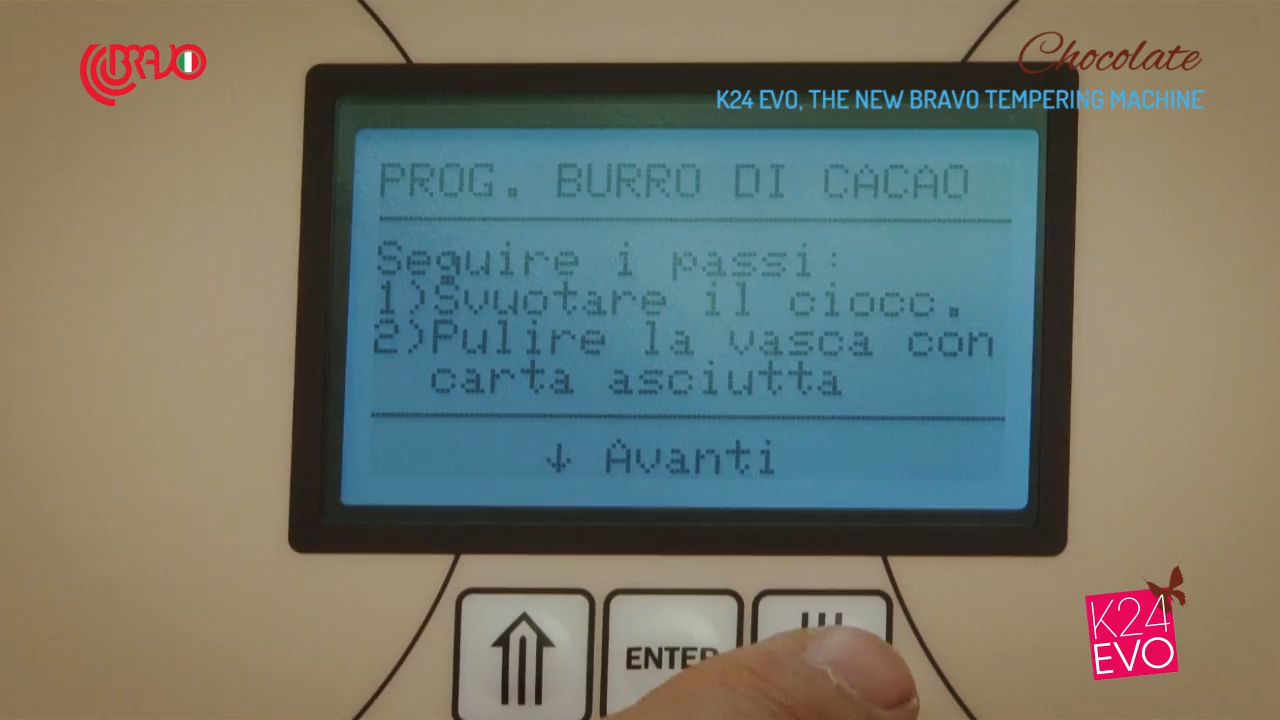 BRAVO
Chocolate
K24 EVO, THE NEW BRAVO TEMPERING MACHINE
PROG. BURRO DI CACAO
Seguire i passi:
1)Svuotare il ciocc.
2)Pulire la vasca con
carta asciutta
↓ Avanti
ENTER
K24
EVO